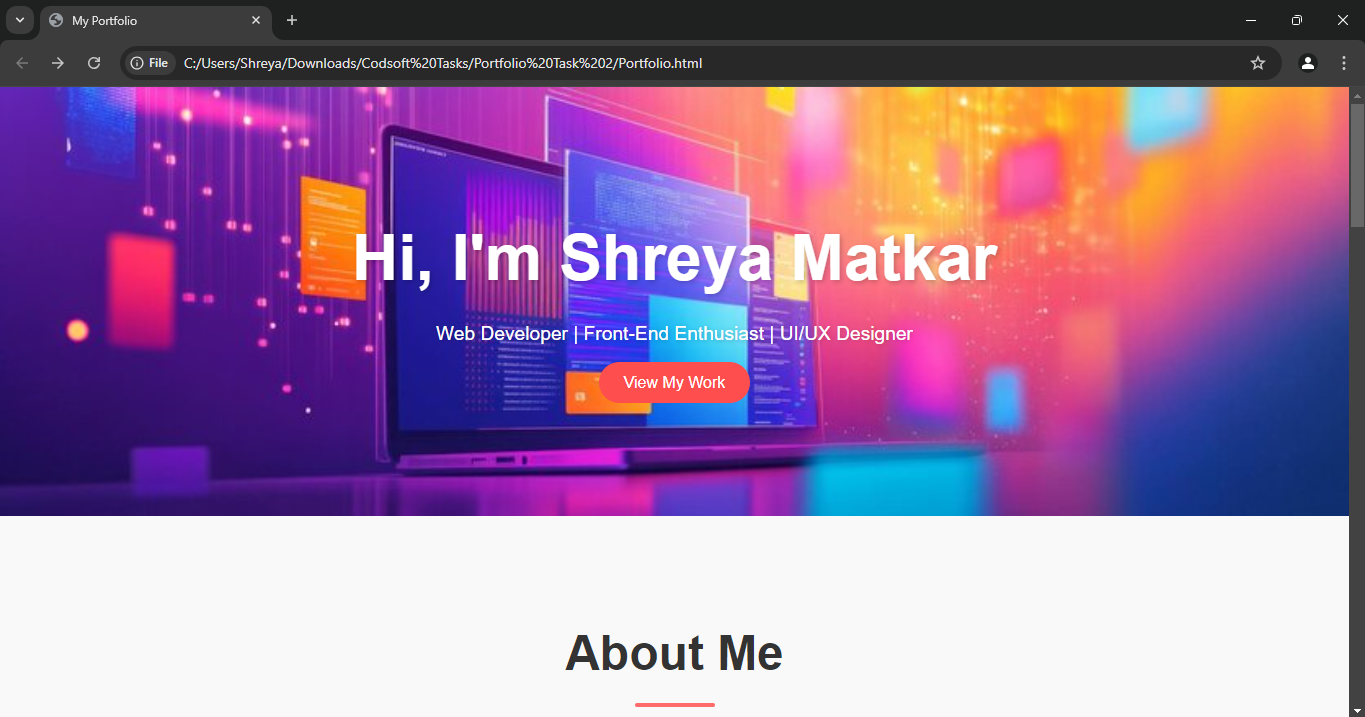 My Portfolio
File
C:/Users/Shreya/Downloads/Codsoft%20Tasks/Portfolio%20Task%202/Portfolio.html
Hi, I'm Shreya Matkar
Web Developer | Front-End Enthusiast | UI/UX Designer
View My Work
About Me